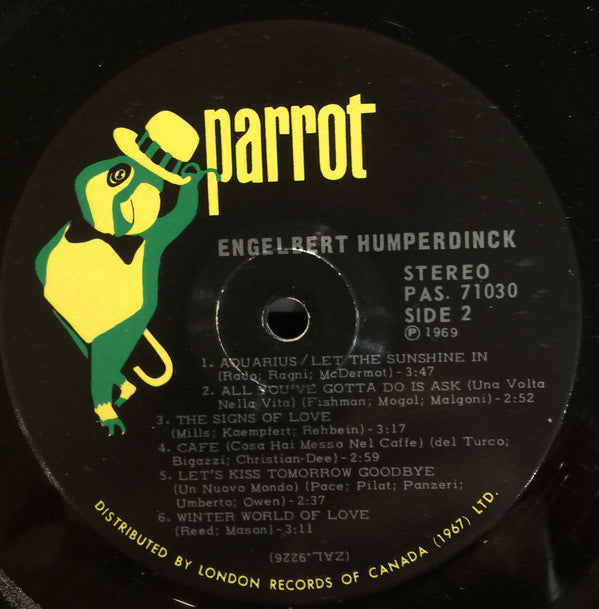 parrot
ENGELBERT HUMPERDINCK
STEREO
PAS. 71030
SIDE 2
℗ 1969
1. AQUARIUS/LET THE SUNSHINE IN
(Rado; Ragni; McDermot)-3:47
2. ALL YOU'VE GOTTA DO IS ASK (Una Volta
Nella Vita) (Fishman; Mogol; Malgoni)-2:52
3. THE SIGNS OF LOVE
(Mills; Kaempfert; Rehbein)-3:17
4. CAFE (Cosa Hai Messo Nel Caffe) (del Turco;
Bigazzi; Christian-Dee)-2:59
5. LET'S KISS TOMORROW GOODBYE
(Un Nuovo Mondo) (Pace; Pilat; Panzeri;
Umberto; Owen)-2:37
6. WINTER WORLD OF LOVE
(Reed; Mason)-3:11
(ZAL.9226)
DISTRIBUTED BY LONDON RECORDS OF CANADA (1967) LTD.